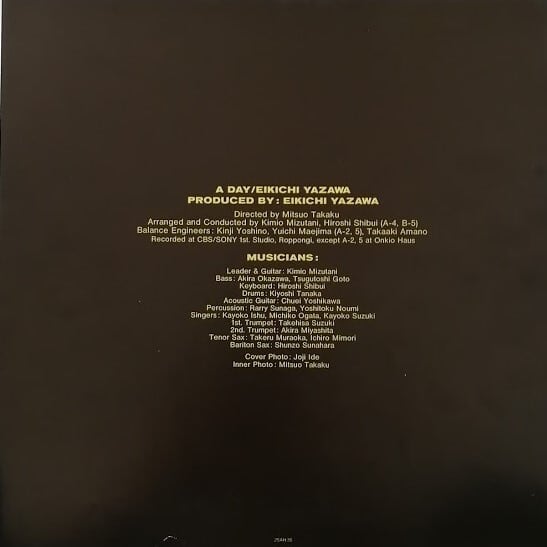 A DAY/EIKICHI YAZAWA
PRODUCED BY: EIKICHI YAZAWA
Directed by Mitsuo Takaku
Arranged and Conducted by Kimio Mizutani, Hiroshi Shibui (A-4, B-5)
Balance Engineers: Kinji Yoshino, Yuichi Maejima (A-2, 5), Takaaki Amano
Recorded at CBS/SONY 1st. Studio, Roppongi, except A-2, 5 at Onkio Haus
MUSICIANS:
Leader & Guitar: Kimio Mizutani
Bass: Akira Okazawa, Tsugutoshi Goto
Keyboard: Hiroshi Shibui
Drums: Kiyoshi Tanaka
Acoustic Guitar: Chuei Yoshikawa
Percussion: Rarry Sunaga, Yoshitoku Noumi
Singers: Kayoko Ishu, Michiko Ogata, Kayoko Suzuki
1st. Trumpet: Takehisa Suzuki
2nd. Trumpet: Akira Miyashita
Tenor Sax: Takeru Muraoka, Ichiro Mimori
Bariton Sax: Shunzo Sunahara
Cover Photo: Joji Ide
Inner Photo: Mitsuo Takaku